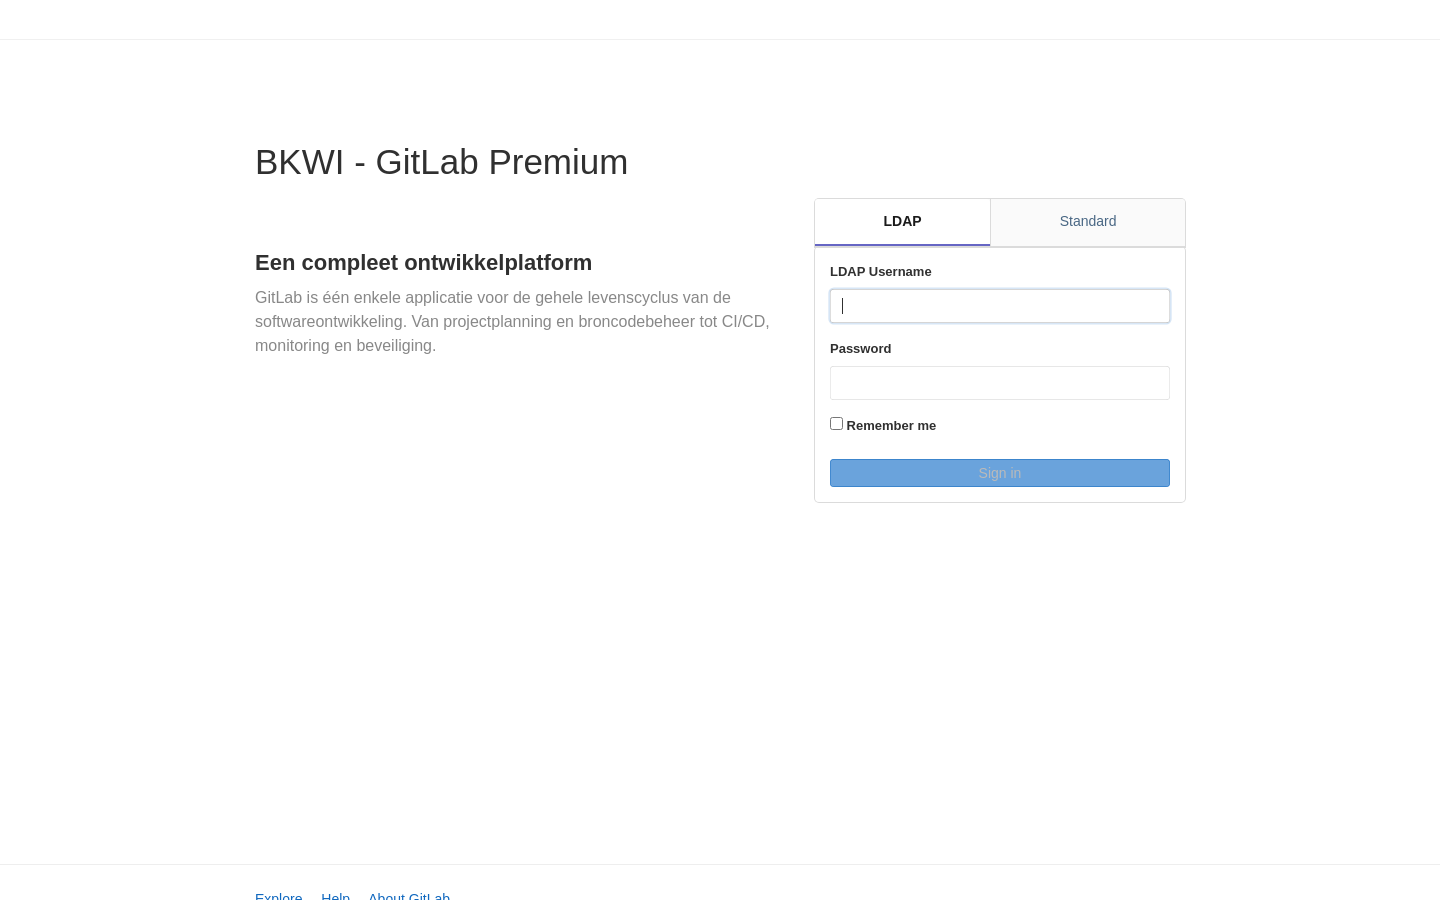 BKWI - GitLab Premium
Een compleet ontwikkelplatform
GitLab is één enkele applicatie voor de gehele levenscyclus van de
softwareontwikkeling. Van projectplanning en broncodebeheer tot CI/CD,
monitoring en beveiliging.
LDAP Standard
LDAP Username
Password
Remember me
Sign in
Explore Help About GitLab